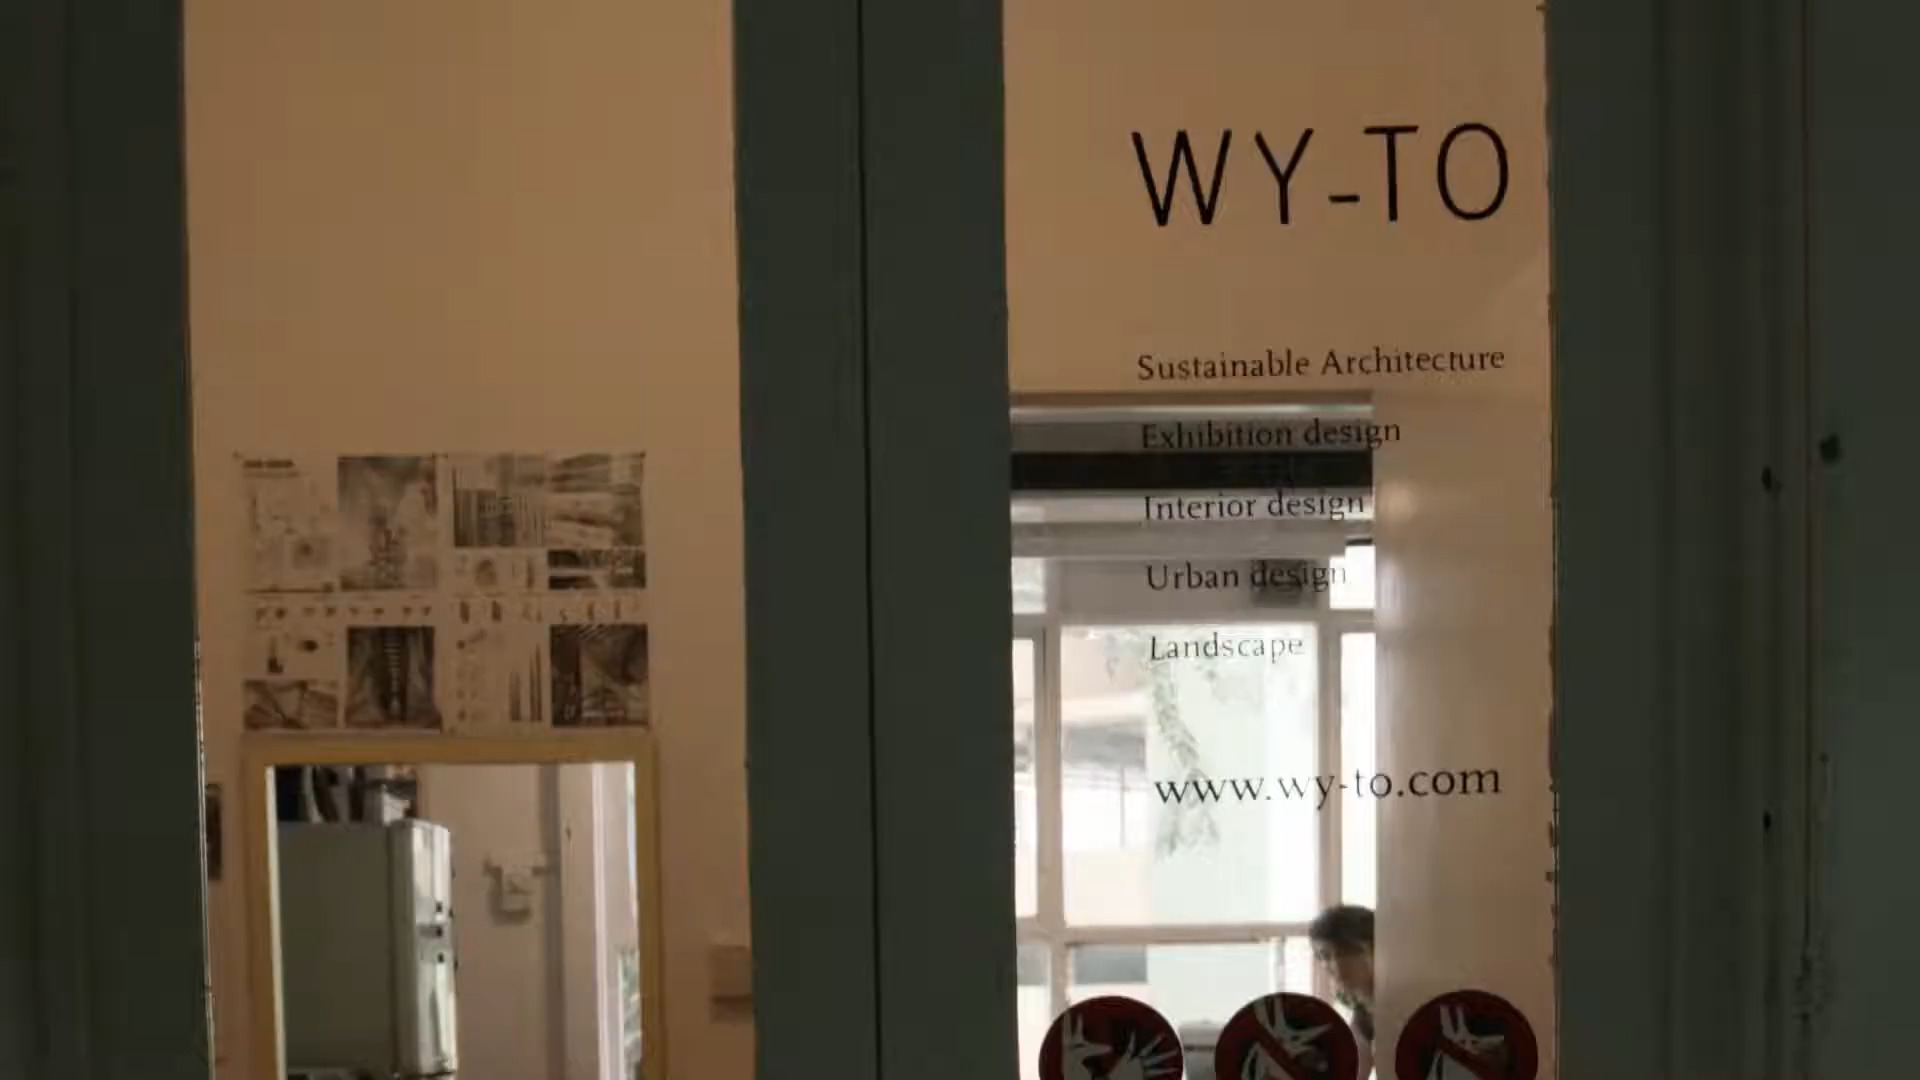 WY-TO
Sustainable Architecture
Exhibition design
Interior design
Urban design
Landscape
www.wy-to.com